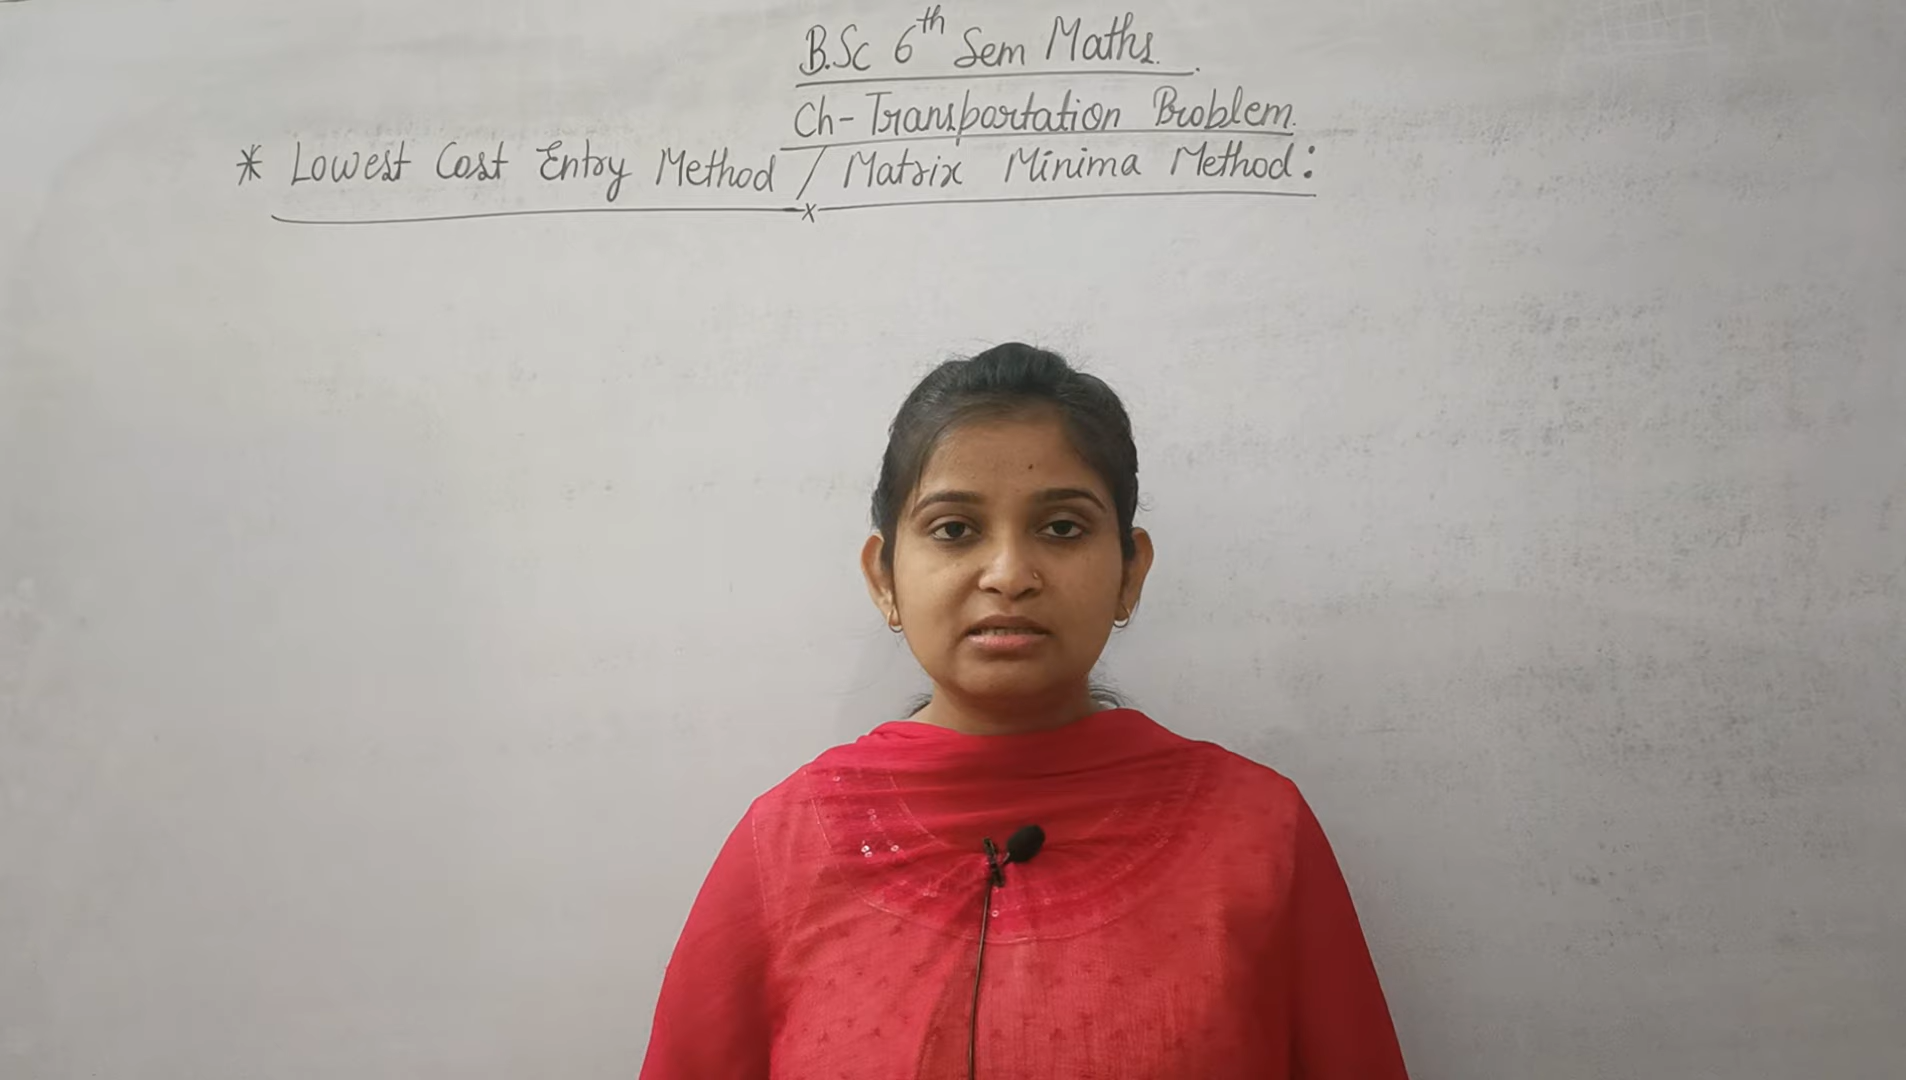 B.Sc 6th Sem Maths.
Ch-Transportation Problem.
* Lowest Cost Entry Method / Matrix Minima Method: